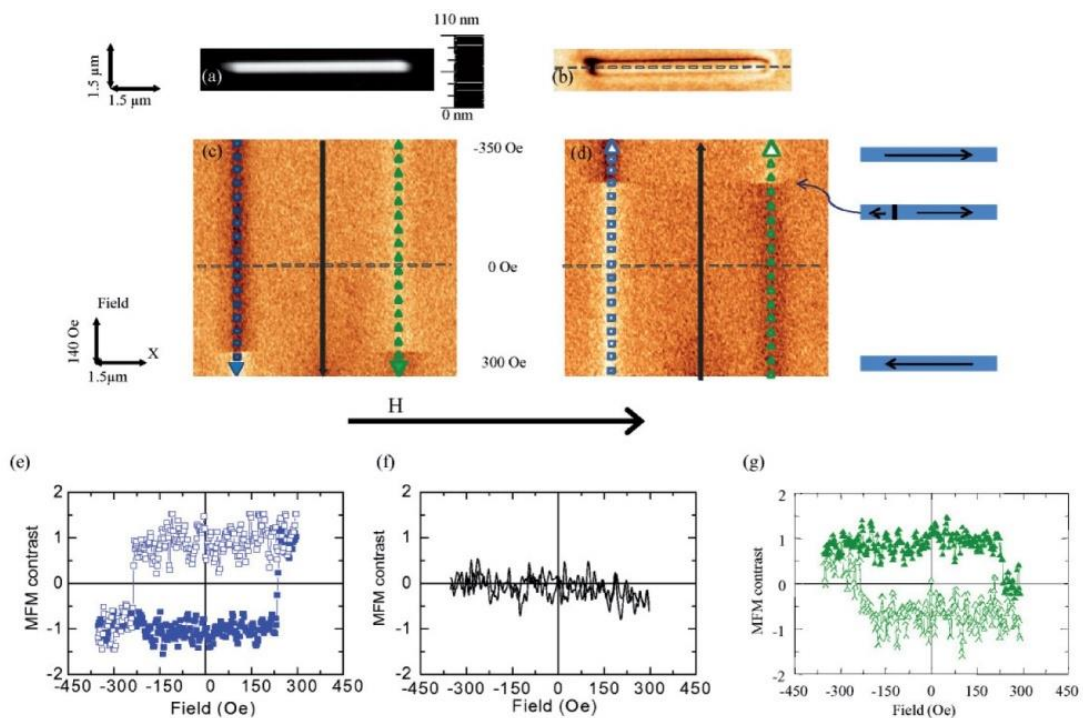 110 nm
(a)
(b)
1.5 µm
1.5 µm
0 nm
(c)
-350 Oe
(d)
0 Oe
Field
140 Oe
X
1.5µm
300 Oe
H
(e)
(f)
(g)
2
1
0
-1
-2
MFM contrast
-450 -300 -150 0 150 300 450
Field (Oe)
2
1
0
-1
-2
MFM contrast
-450 -300 -150 0 150 300 450
Field (Oe)
2
1
0
-1
-2
MFM contrast
-450 -300 -150 0 150 300 450
Field (Oe)